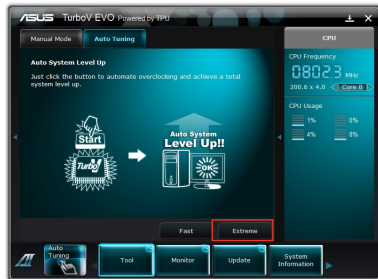 ASUS TurboV EVO Powered by TPU
Manual Mode
Auto Tuning
Auto System Level Up
Just click the button to automate overclocking and achieve a total
system level up.
Start
Turbo!
Auto System
Level Up!!
OK
Fast
Extreme
CPU
CPU Frequency
0802.3 MHz
200.6 x 4.0
Core 0
CPU Usage
1%
0%
4%
8%
Auto
Tuning
Tool
Monitor
Update
System
Information